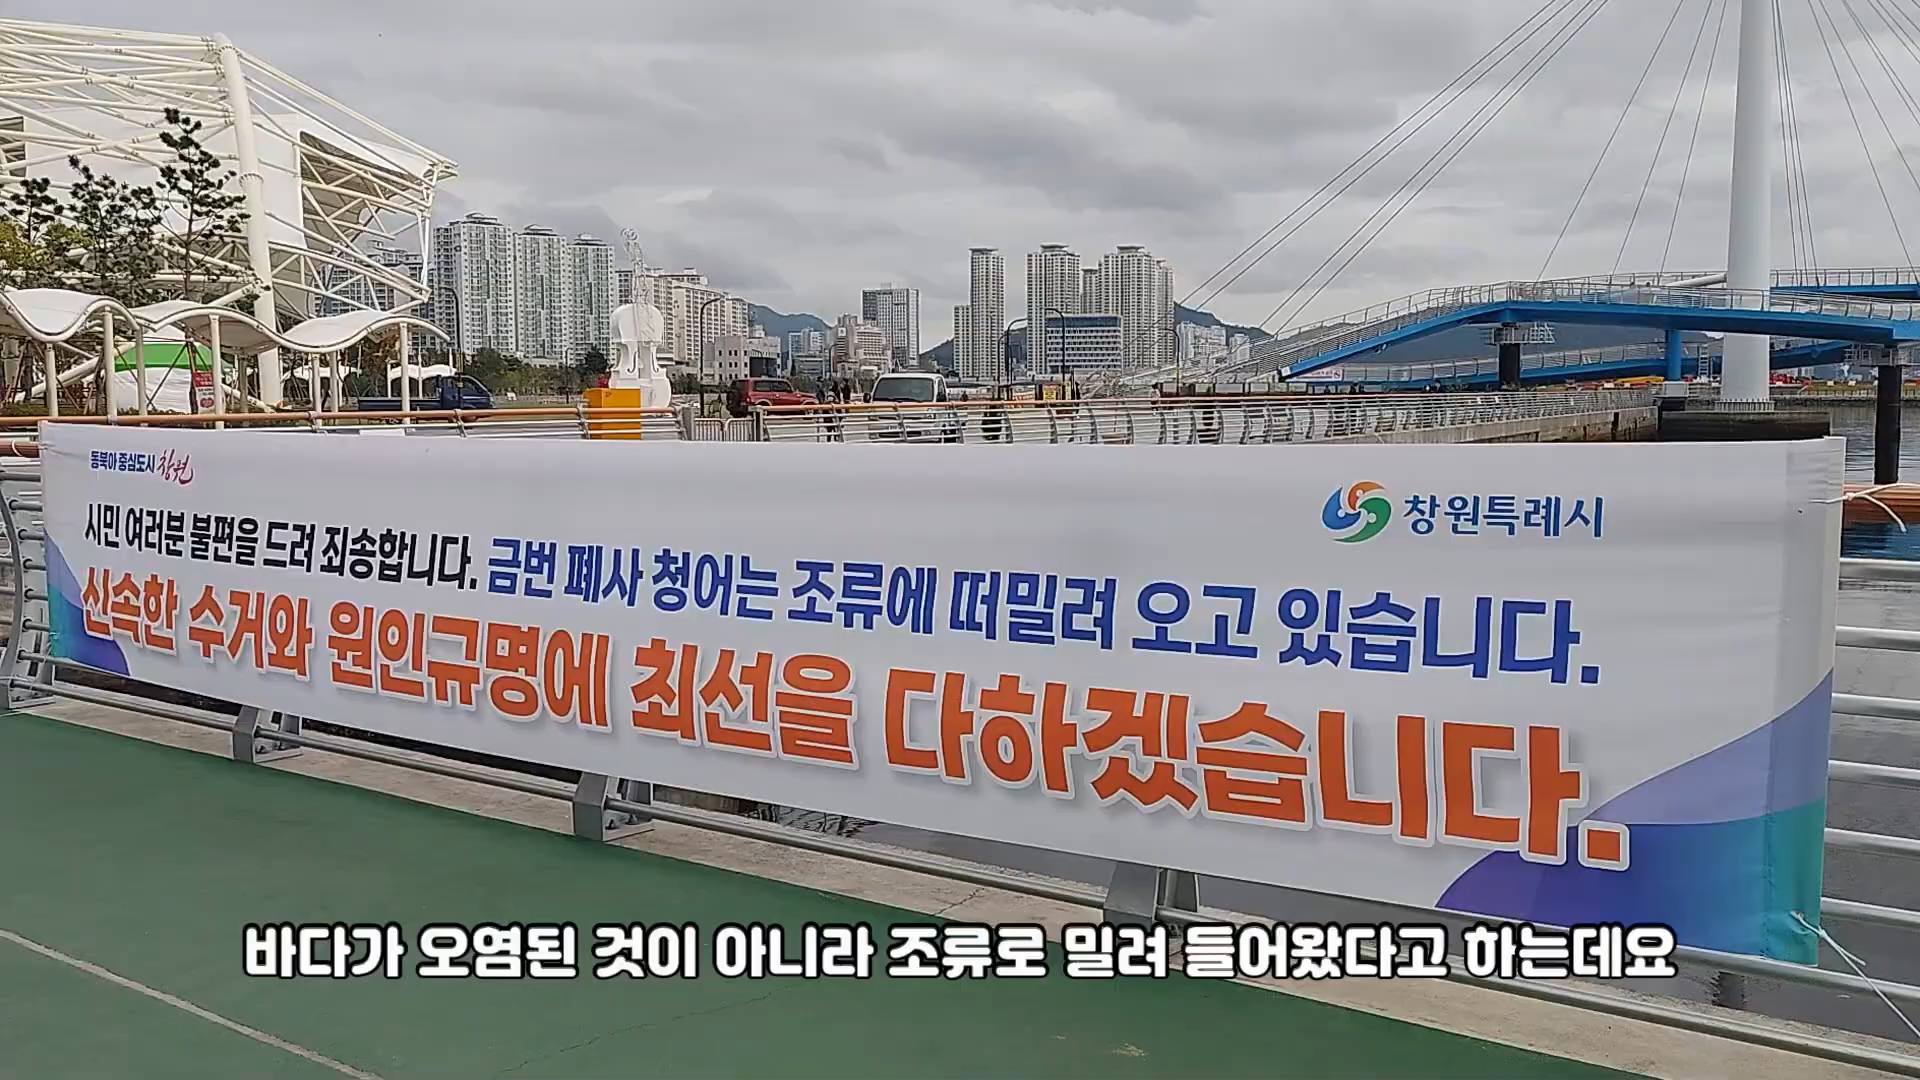 동북아 중심도시 창원
창원특례시
시민 여러분 불편을 드려 죄송합니다. 금번 폐사 청어는 조류에 떠밀려 오고 있습니다.
신속한 수거와 원인규명에 최선을 다하겠습니다.
바다가 오염된 것이 아니라 조류로 밀려 들어왔다고 하는데요